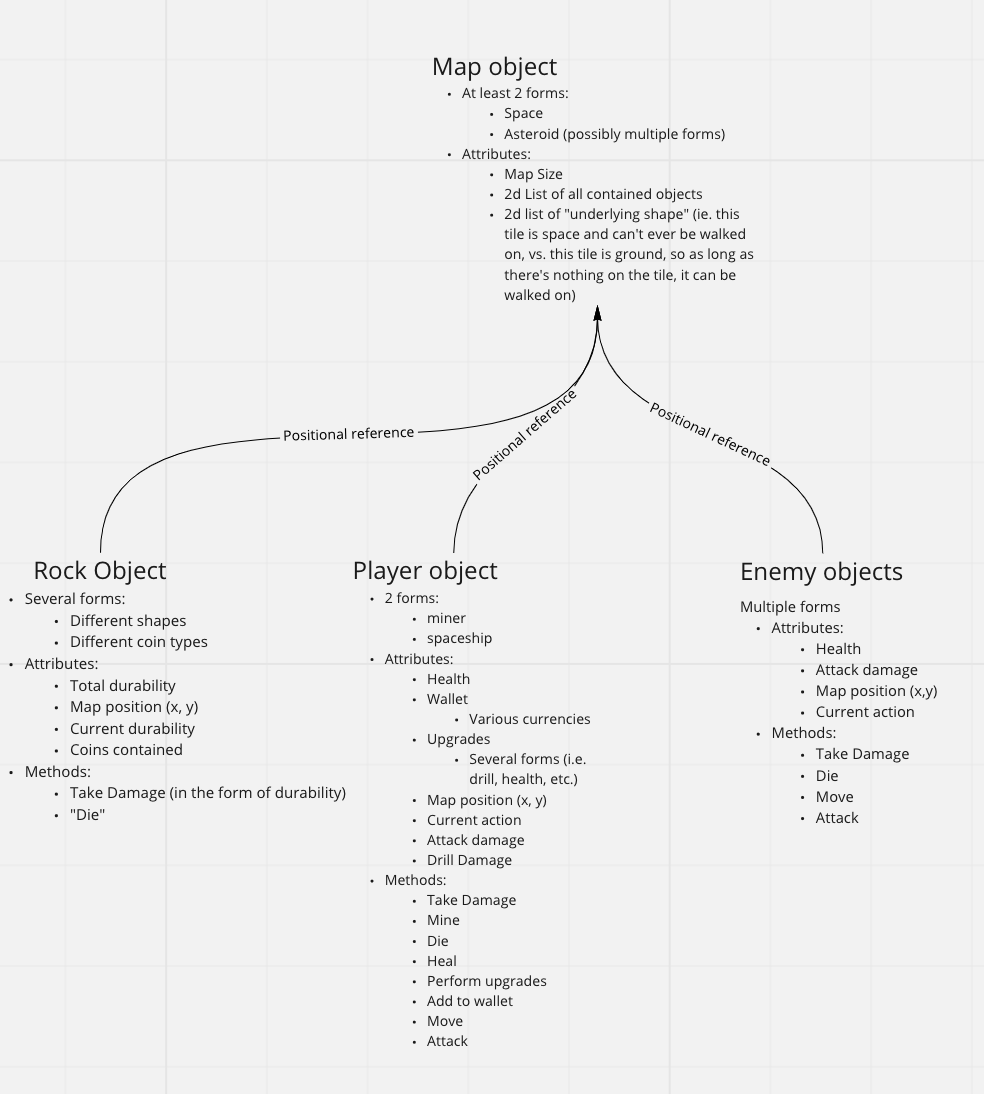 Map object
At least 2 forms:
Space
Asteroid (possibly multiple forms)
Attributes:
Map Size
2d List of all contained objects
2d list of "underlying shape" (ie. this
tile is space and can't ever be walked
on, vs. this tile is ground, so as long as
there's nothing on the tile, it can be
walked on)
Positional reference
Positional reference
Positional reference
Rock Object
Several forms:
Different shapes
Different coin types
Attributes:
Total durability
Map position (x, y)
Current durability
Coins contained
Methods:
Take Damage (in the form of durability)
"Die"
Player object
2 forms:
miner
spaceship
Attributes:
Health
Wallet
Various currencies
Upgrades
Several forms (i.e.
drill, health, etc.)
Map position (x, y)
Current action
Attack damage
Drill Damage
Methods:
Take Damage
Mine
Die
Heal
Perform upgrades
Add to wallet
Move
Attack
Enemy objects
Multiple forms
Attributes:
Health
Attack damage
Map position (x,y)
Current action
Methods:
Take Damage
Die
Move
Attack